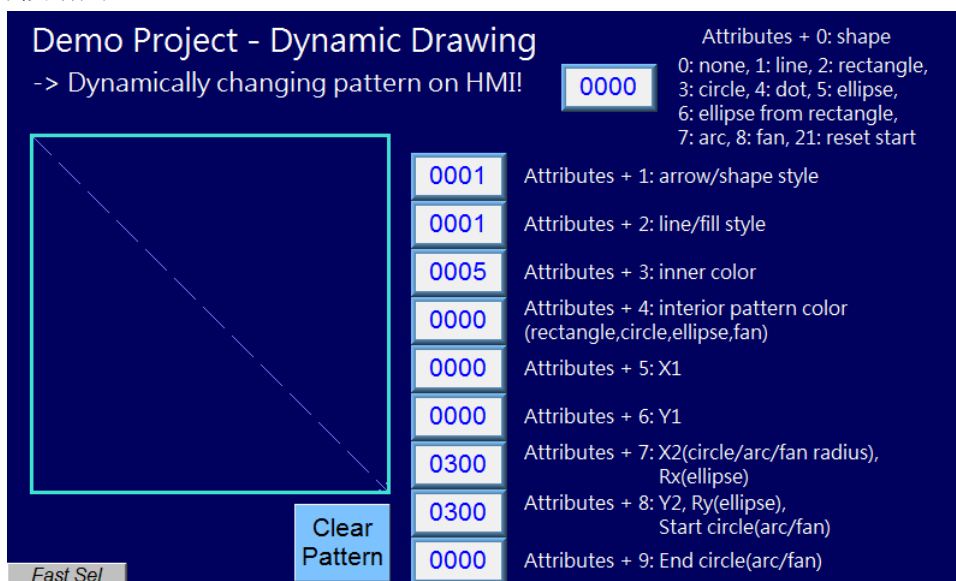 Demo Project - Dynamic Drawing
-> Dynamically changing pattern on HMI!
0000
Attributes + 0: shape
0: none, 1: line, 2: rectangle,
3: circle, 4: dot, 5: ellipse,
6: ellipse from rectangle,
7: arc, 8: fan, 21: reset start
0001 Attributes + 1: arrow/shape style
0001 Attributes + 2: line/fill style
0005 Attributes + 3: inner color
0000 Attributes + 4: interior pattern color
(rectangle,circle,ellipse,fan)
0000 Attributes + 5: X1
0000 Attributes + 6: Y1
0300 Attributes + 7: X2(circle/arc/fan radius),
Rx(ellipse)
0300 Attributes + 8: Y2, Ry(ellipse),
Start circle(arc/fan)
0000 Attributes + 9: End circle(arc/fan)
Clear
Pattern
Fast Sel